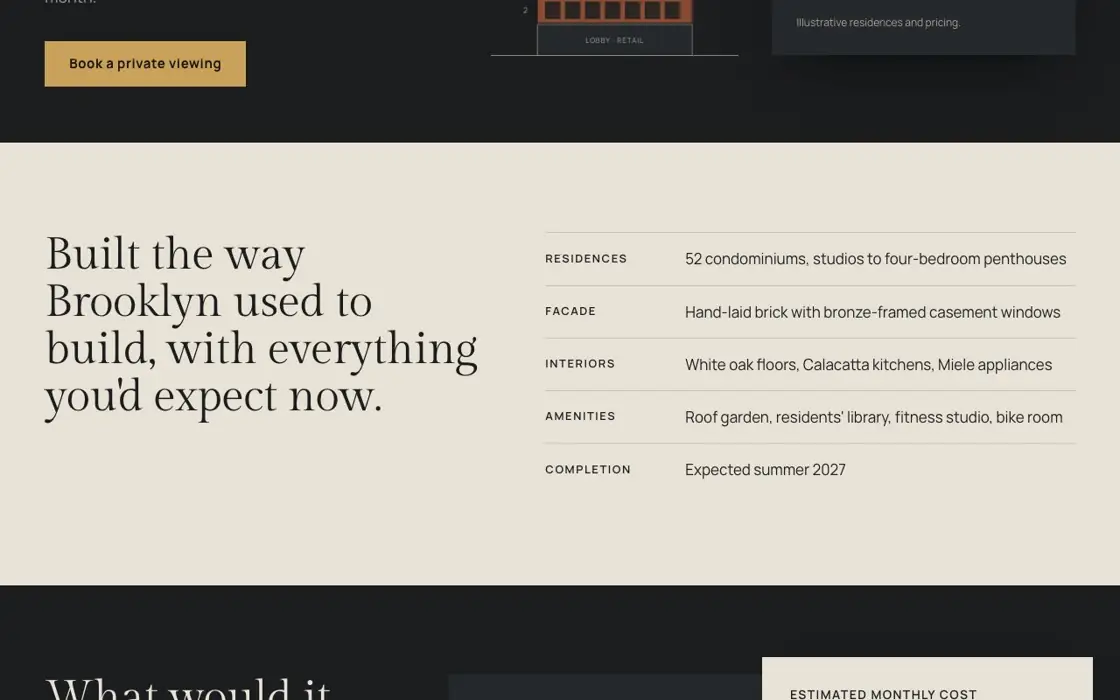 month.
2
LOBBY · RETAIL
Illustrative residences and pricing.
Book a private viewing
Built the way
Brooklyn used to
build, with everything
you'd expect now.
RESIDENCES
52 condominiums, studios to four-bedroom penthouses
FACADE
Hand-laid brick with bronze-framed casement windows
INTERIORS
White oak floors, Calacatta kitchens, Miele appliances
AMENITIES
Roof garden, residents' library, fitness studio, bike room
COMPLETION
Expected summer 2027
What would it
ESTIMATED MONTHLY COST